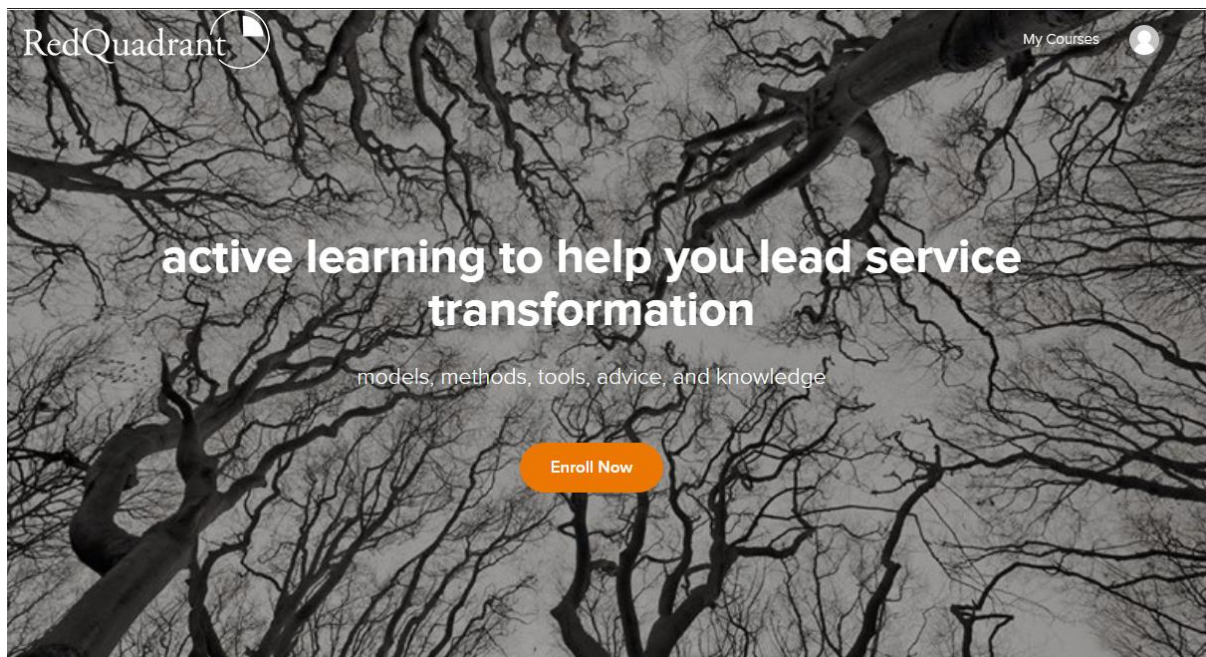 RedQuadrant
My Courses
active learning to help you lead service
transformation
models, methods, tools, advice, and knowledge
Enroll Now